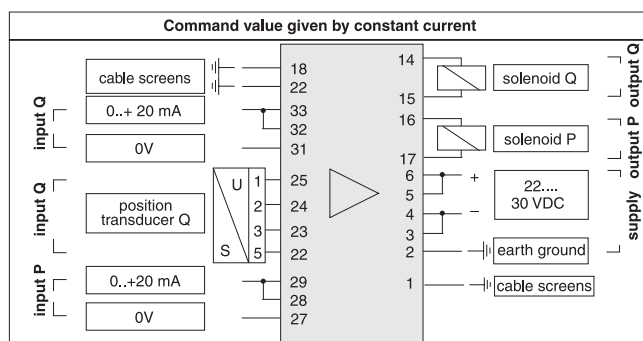 Command value given by constant current
input Q
cable screens
18
22
0..+ 20 mA
33
32
0V
31
input Q
position
transducer Q
U
S
1
2
3
5
25
24
23
22
input P
0..+20 mA
29
28
0V
27
14
15
solenoid Q
output Q
16
17
solenoid P
output P
6
5
4
3
+
–
22....
30 VDC
supply
2
earth ground
1
cable screens